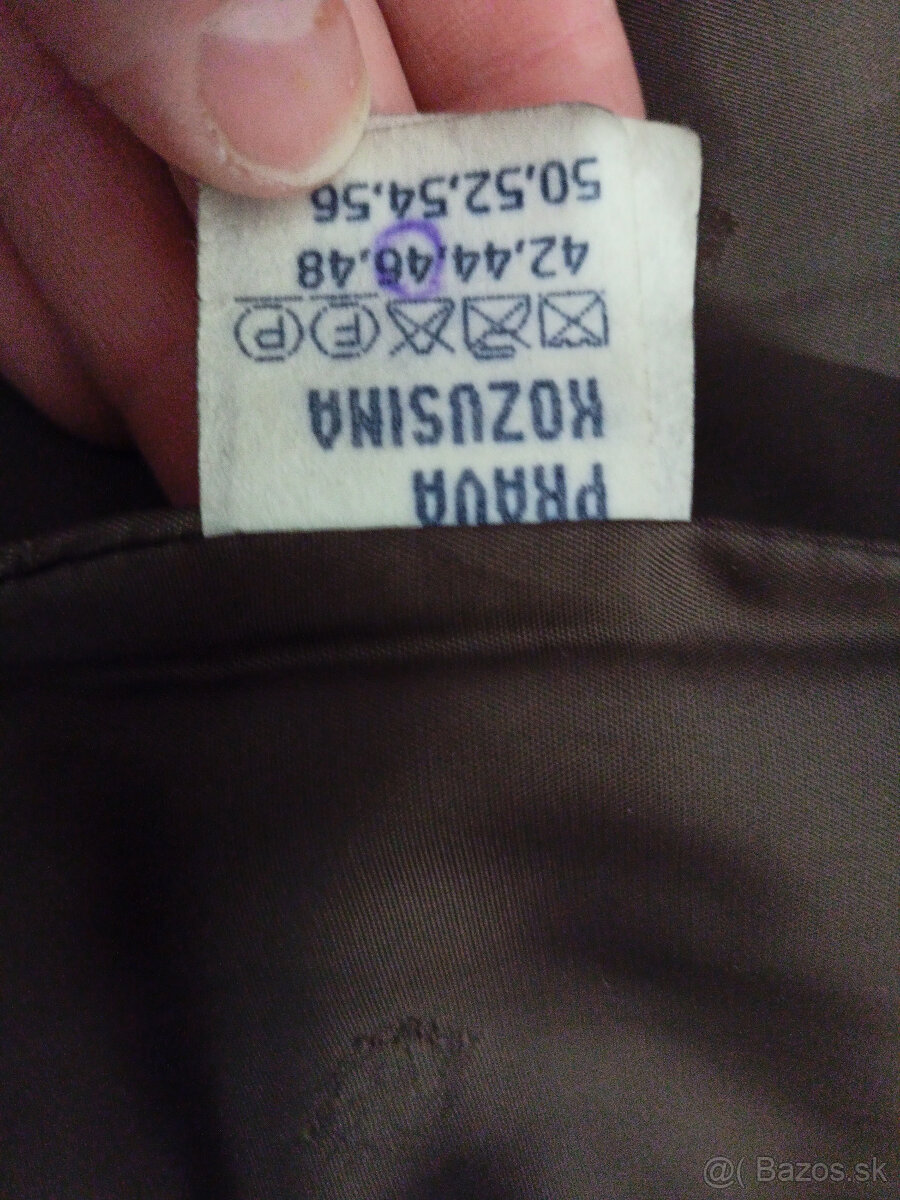 PRAVA
KOZUSINA
F P
42,44,46,48
50,52,54,56
@( Bazos.sk